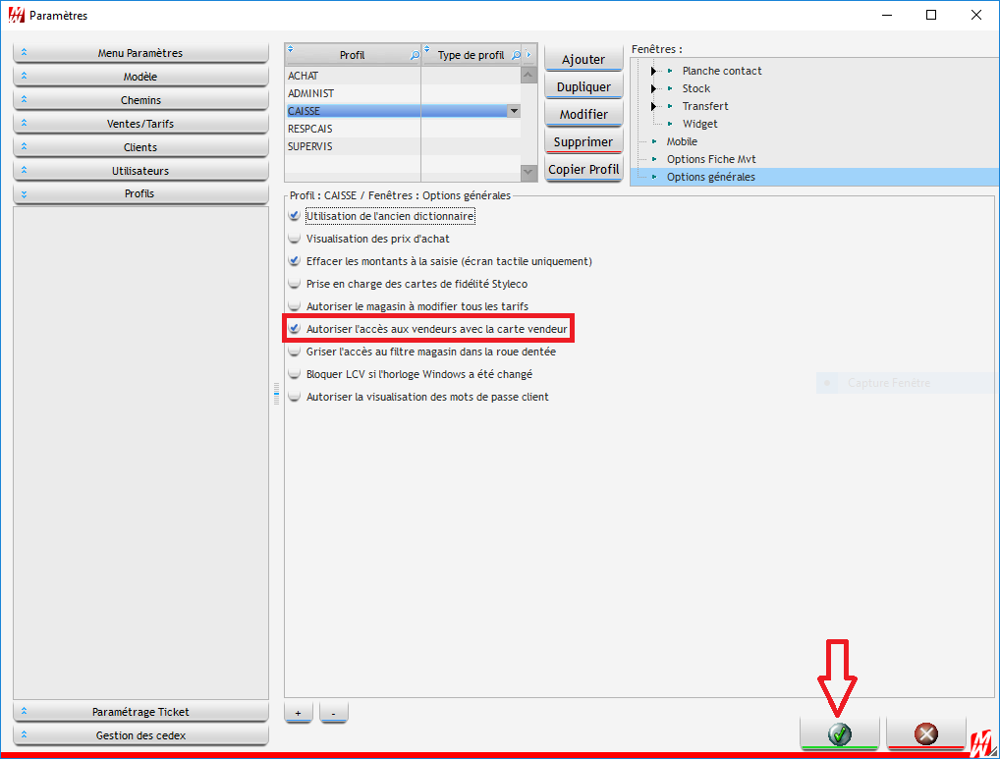 Paramètres
Menu Paramètres
Modèle
Chemins
Ventes/Tarifs
Clients
Utilisateurs
Profils
Profil
Type de profil
ACHAT
ADMINIST
CAISSE
RESPCAIS
SUPERVIS
Ajouter
Dupliquer
Modifier
Supprimer
Copier Profil
Fenêtres :
Planche contact
Stock
Transfert
Widget
Mobile
Options Fiche Mvt
Options générales
Profil : CAISSE / Fenêtres : Options générales
Utilisation de l'ancien dictionnaire
Visualisation des prix d'achat
Effacer les montants à la saisie (écran tactile uniquement)
Prise en charge des cartes de fidélité Styleco
Autoriser le magasin à modifier tous les tarifs
Autoriser l'accès aux vendeurs avec la carte vendeur
Griser l'accès au filtre magasin dans la roue dentée
Bloquer LCV si l'horloge Windows a été changé
Autoriser la visualisation des mots de passe client
Capture Fenêtre
Paramétrage Ticket
Gestion des cedex
+
-